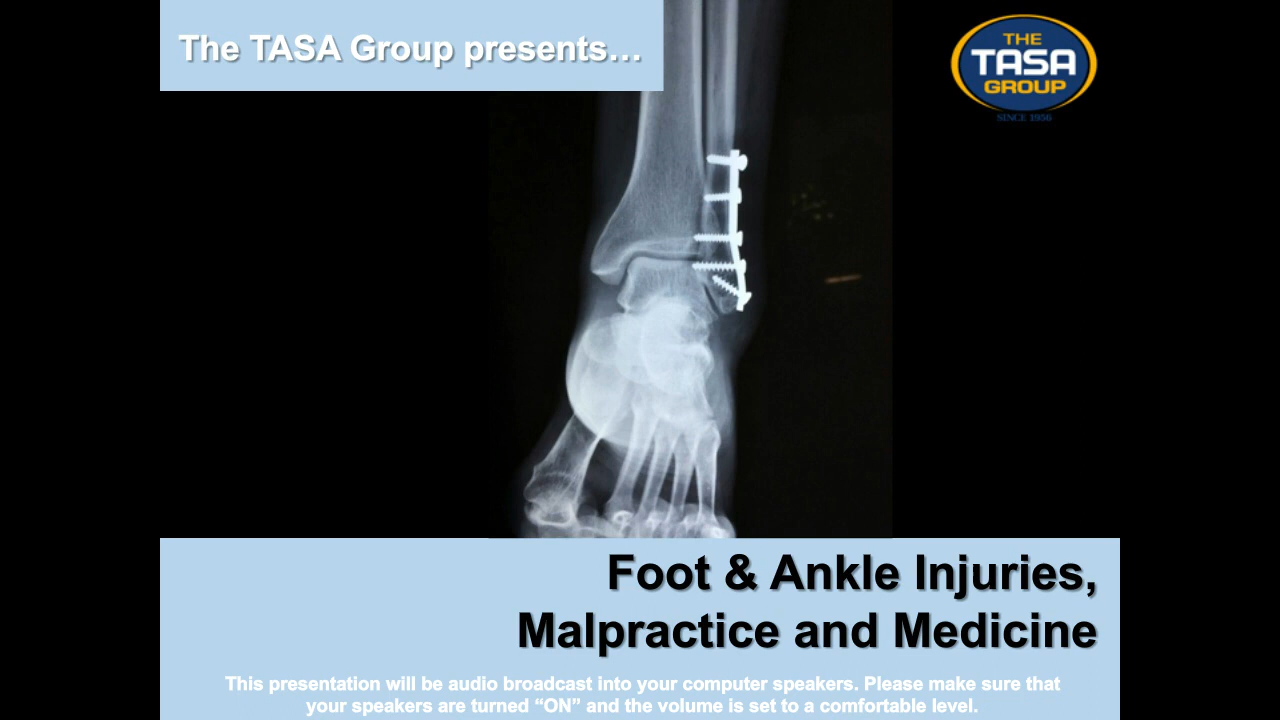 The TASA Group presents…
THE
TASA
GROUP
SINCE 1956
Foot & Ankle Injuries,
Malpractice and Medicine
This presentation will be audio broadcast into your computer speakers. Please make sure that
your speakers are turned “ON” and the volume is set to a comfortable level.